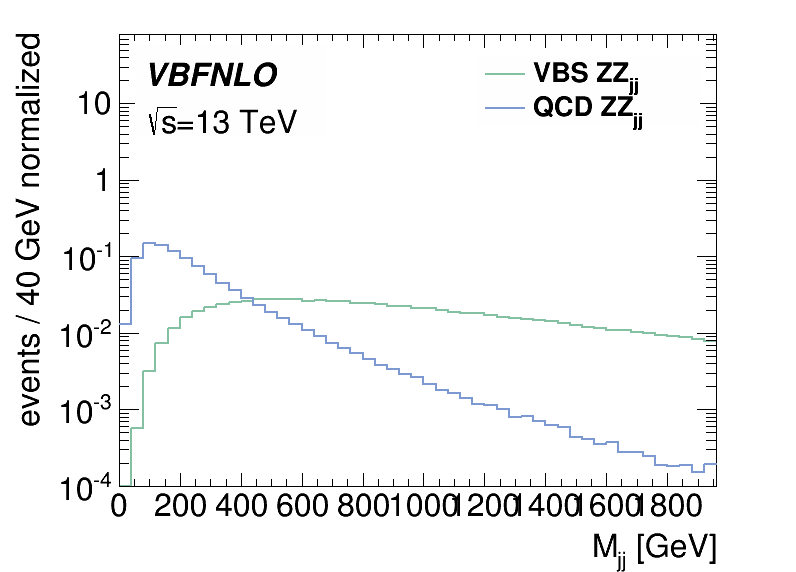 events / 40 GeV normalized
VBFNLO
√s=13 TeV
VBS ZZjj
QCD ZZjj
10
1
10-1
10-2
10-3
10-4
0 200 400 600 800 1000 1200 1400 1600 1800
Mjj [GeV]